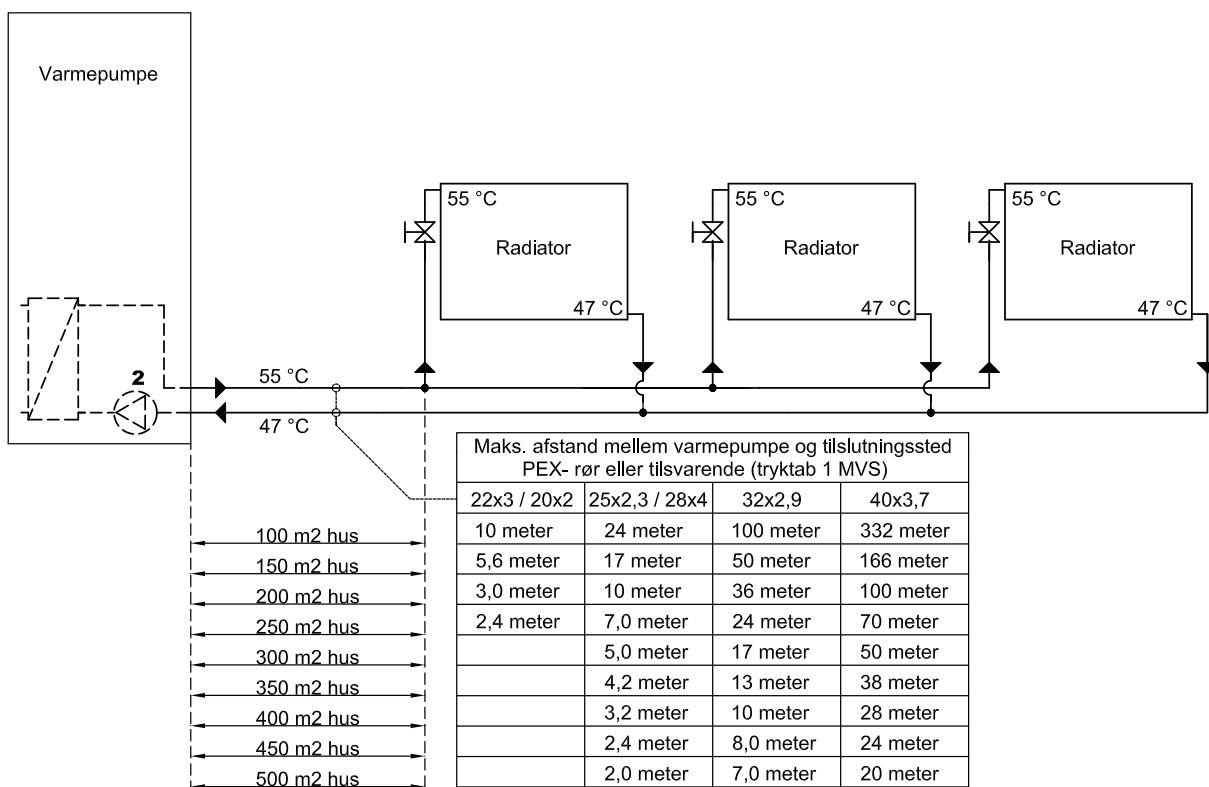 Varmepumpe
55 °C
Radiator
47 °C
55 °C
Radiator
47 °C
55 °C
Radiator
47 °C
2
55 °C
47 °C
Maks. afstand mellem varmepumpe og tilslutningssted
PEX- rør eller tilsvarende (tryktab 1 MVS)
22x3 / 20x2 25x2,3 / 28x4 32x2,9 40x3,7
100 m2 hus 10 meter 24 meter 100 meter 332 meter
150 m2 hus 5,6 meter 17 meter 50 meter 166 meter
200 m2 hus 3,0 meter 10 meter 36 meter 100 meter
250 m2 hus 2,4 meter 7,0 meter 24 meter 70 meter
300 m2 hus 5,0 meter 17 meter 50 meter
350 m2 hus 4,2 meter 13 meter 38 meter
400 m2 hus 3,2 meter 10 meter 28 meter
450 m2 hus 2,4 meter 8,0 meter 24 meter
500 m2 hus 2,0 meter 7,0 meter 20 meter